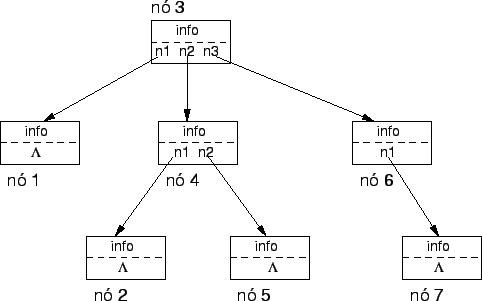 nó 3
info
n1 n2 n3
info
Λ
nó 1
info
n1 n2
nó 4
info
n1
nó 6
info
Λ
nó 2
info
Λ
nó 5
info
Λ
nó 7